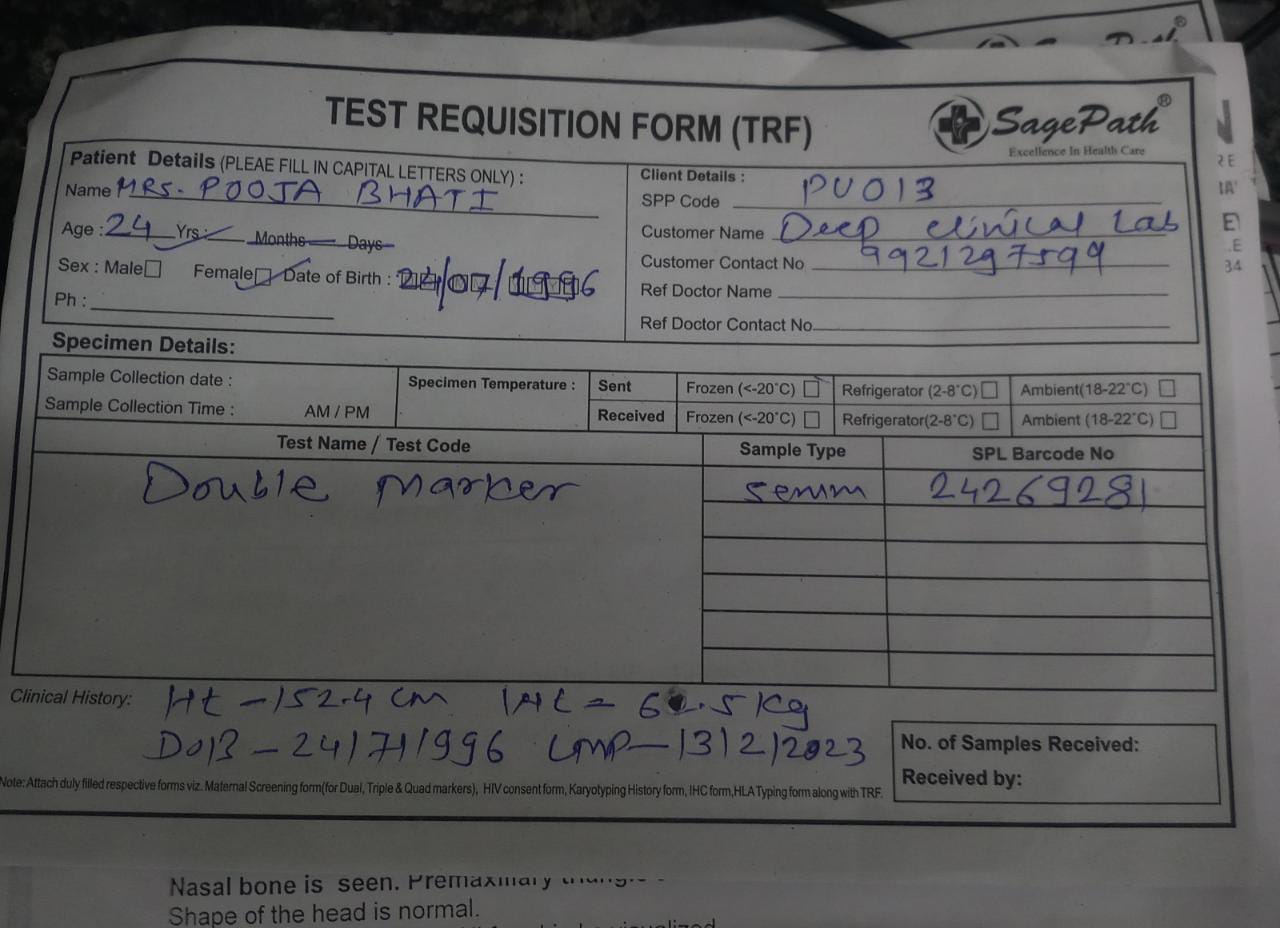 TEST REQUISITION FORM (TRF)
SagePath®
Excellence In Health Care
Patient Details (PLEAE FILL IN CAPITAL LETTERS ONLY) :
Name MRS. POOJA BHATI
Age : 24 Yrs. Months Days
Sex : Male Female Date of Birth : 24/07/1996
Ph :
Client Details :
SPP Code PU013
Customer Name Deep clinical Lab
Customer Contact No 9921297599
Ref Doctor Name
Ref Doctor Contact No
Specimen Details:
Sample Collection date :
Sample Collection Time : AM / PM
Specimen Temperature :
Sent Frozen (<-20°C) Refrigerator (2-8°C) Ambient(18-22°C)
Received Frozen (<-20°C) Refrigerator(2-8°C) Ambient (18-22°C)
Test Name / Test Code Sample Type SPL Barcode No
Double Marker serum 24269281
Clinical History: Ht - 152.4 cm = Kg
DOB - 24/7/1996 LMP - 13/2/2023
No. of Samples Received:
Received by:
Note: Attach duly filled respective forms viz. Maternal Screening form(for Dual, Triple & Quad markers), HIV consent form, Karyotyping History form, IHC form,HLA Typing form along with TRF.
Nasal bone is seen. Premaxillary
Shape of the head is normal.